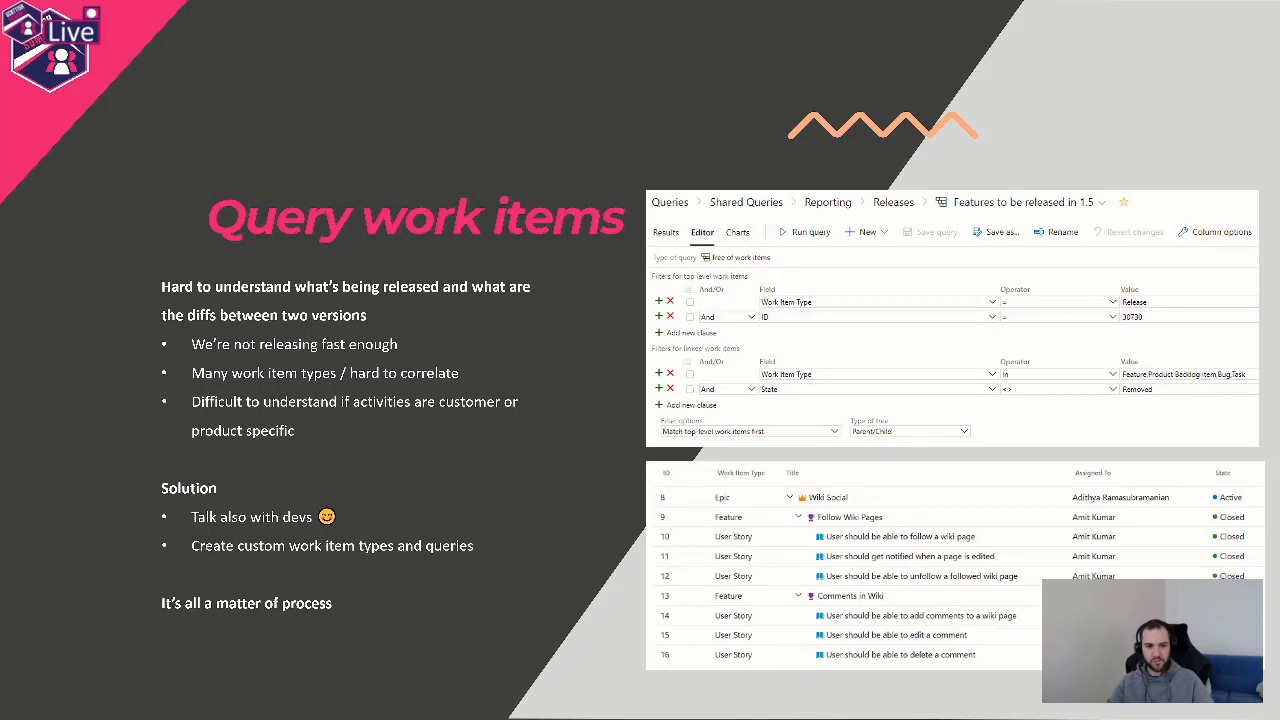 Live
Query work items
Hard to understand what's being released and what are
the diffs between two versions
• We're not releasing fast enough
• Many work item types / hard to correlate
• Difficult to understand if activities are customer or
product specific
Solution
• Talk also with devs 😊
• Create custom work item types and queries
It's all a matter of process
Queries > Shared Queries > Reporting > Releases > Features to be released in 1.5
Results Editor Charts Run query New Save query Save as... Rename Revert changes Column options
Type of query Tree of work items
Filters for top level work items
And/Or Field Operator Value
Work Item Type = Release
And ID = 30730
Add new clause
Filters for linked work items
And/Or Field Operator Value
Work Item Type In Feature,Product Backlog Item,Bug,Task
And State <> Removed
Add new clause
Filter options Type of tree
Match top-level work items first Parent/Child
ID Work Item Type Title Assigned To State
8 Epic Wiki Social Adithya Ramasubramanian Active
9 Feature Follow Wiki Pages Amit Kumar Closed
10 User Story User should be able to follow a wiki page Amit Kumar Closed
11 User Story User should get notified when a page is edited Amit Kumar Closed
12 User Story User should be able to unfollow a followed wiki page Amit Kumar Closed
13 Feature Comments in Wiki
14 User Story User should be able to add comments to a wiki page
15 User Story User should be able to edit a comment
16 User Story User should be able to delete a comment